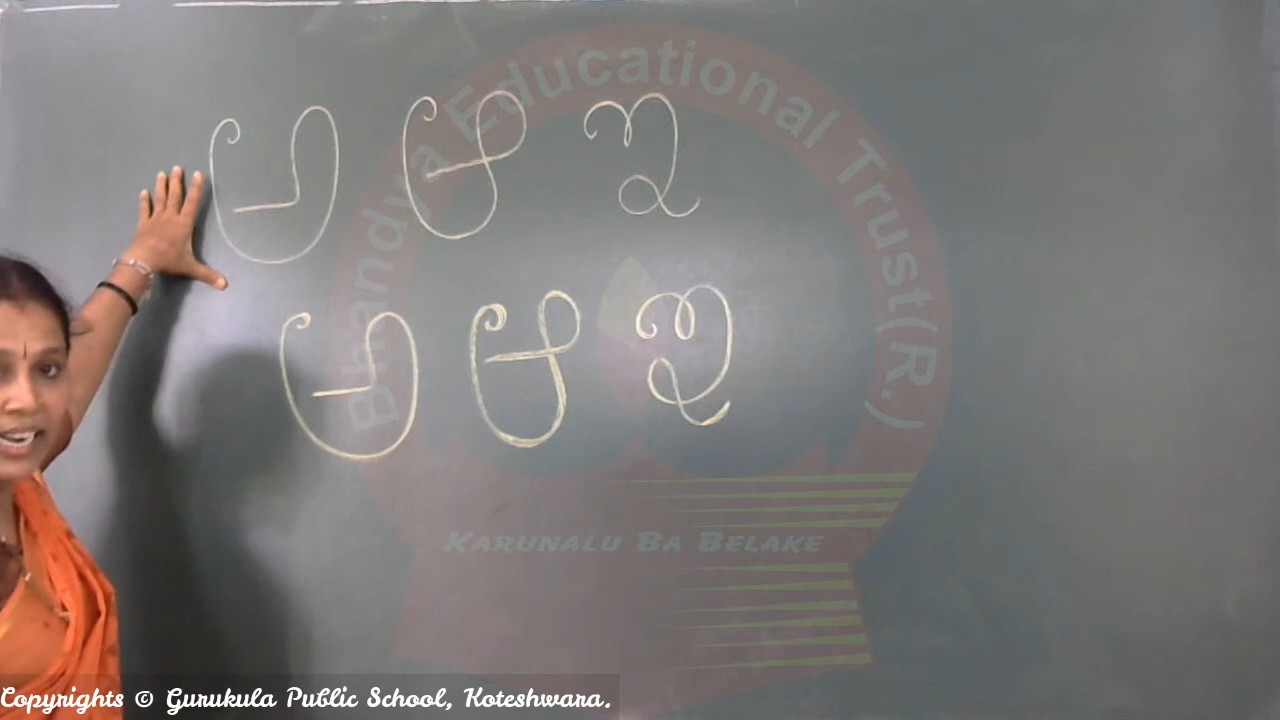 ಅ ಆ ಇ
ಅ ಆ ಇ
Bhandya Educational Trust(R.)
KARUNALU BA BELAKE
Copyrights © Gurukula Public School, Koteshwara.